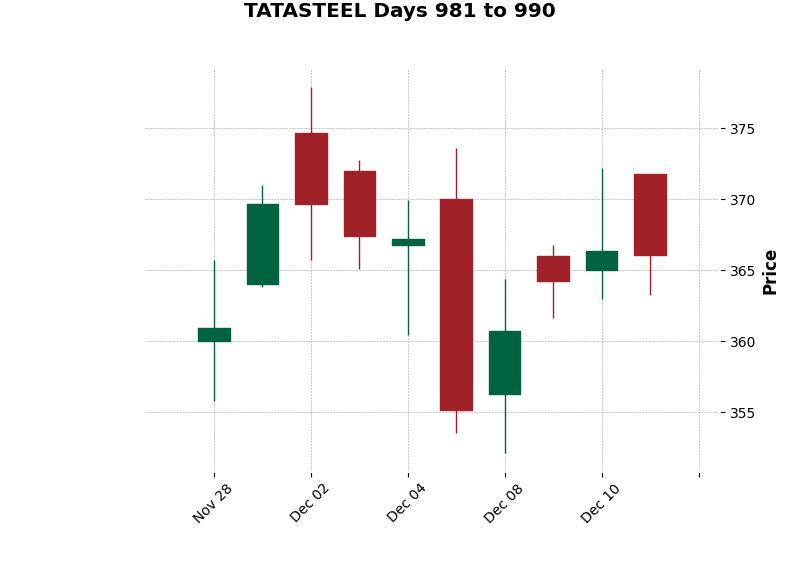 TATASTEEL Days 981 to 990
375
370
365
360
355
Price
Nov 28
Dec 02
Dec 04
Dec 08
Dec 10